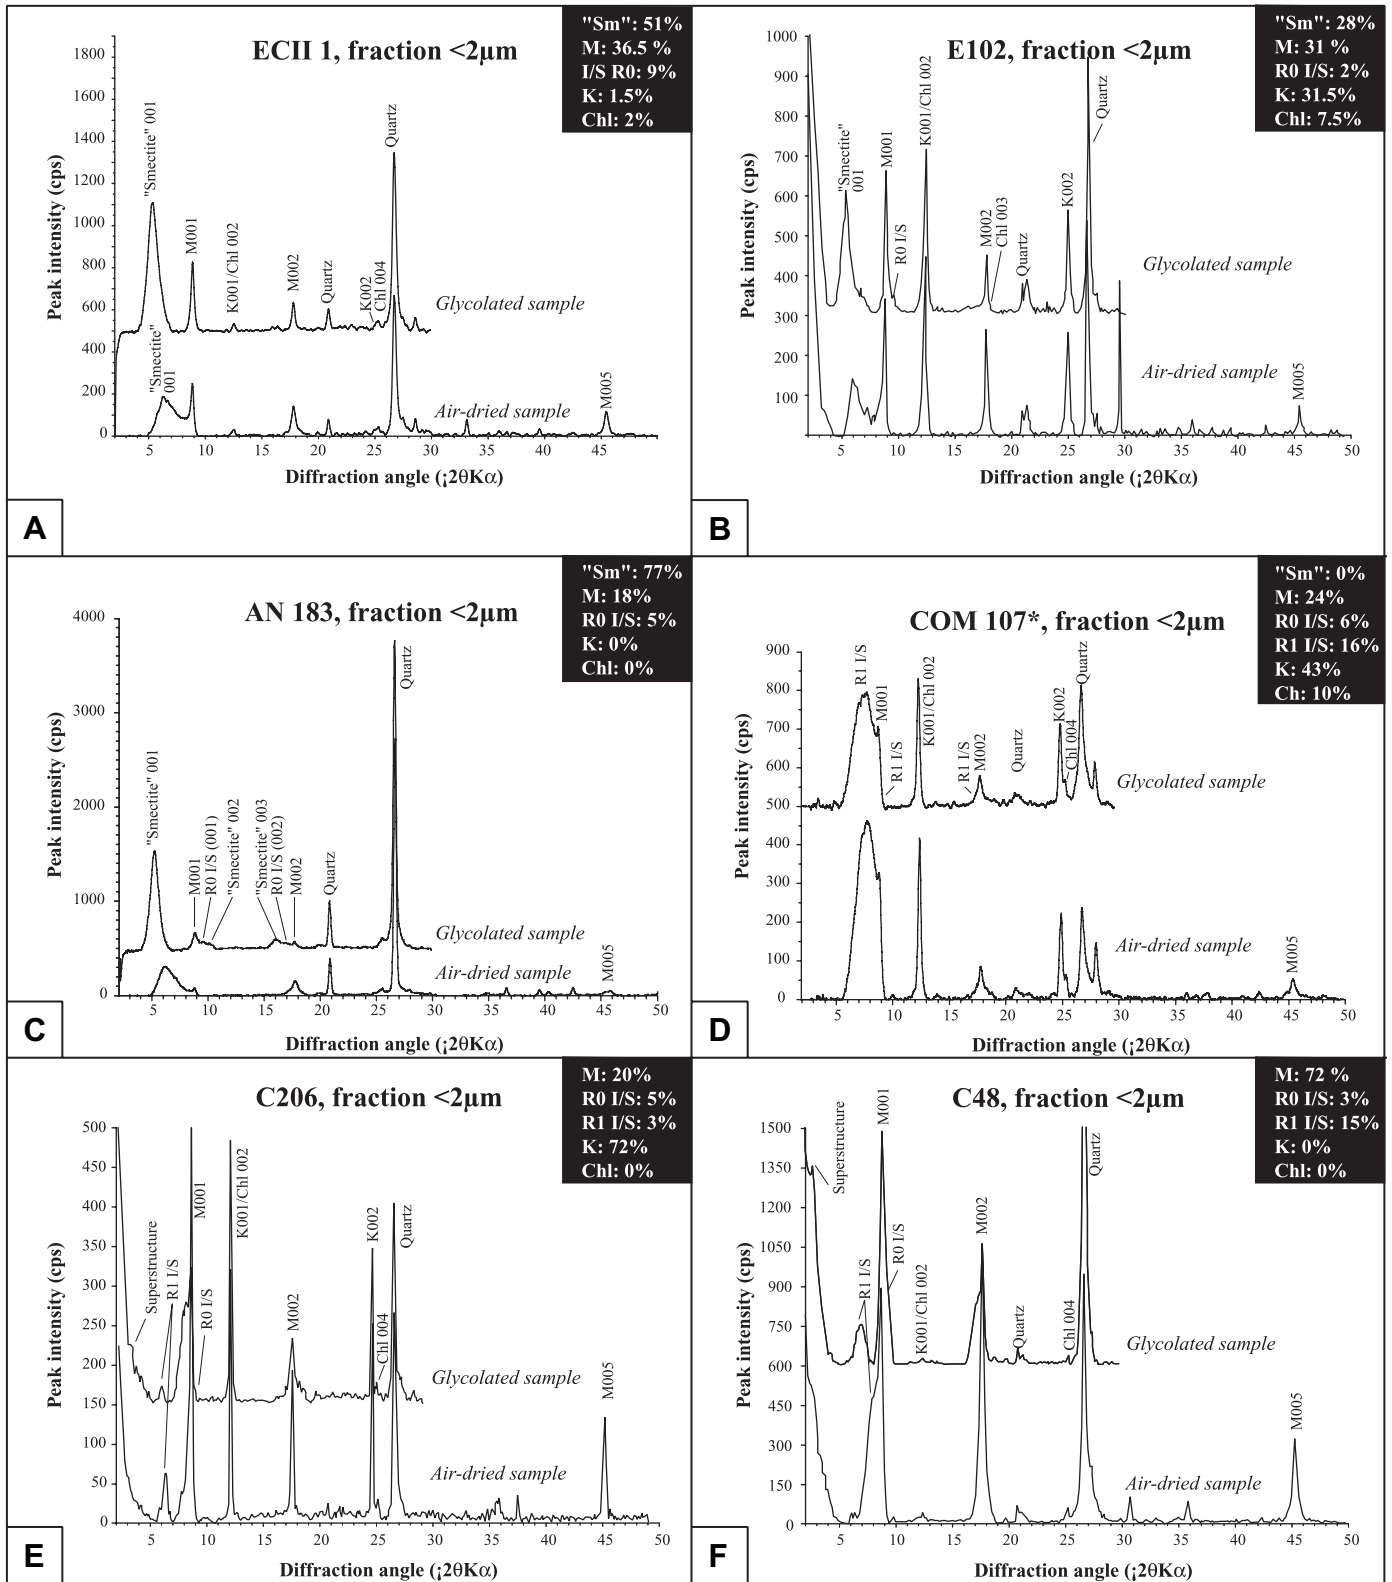 ECII 1, fraction <2µm
"Sm": 51%
M: 36.5 %
I/S R0: 9%
K: 1.5%
Chl: 2%
Peak intensity (cps)
1800
1600
1400
1200
1000
800
600
400
200
0
"Smectite" 001
M001
K001/Chl 002
M002
Quartz
K002
Chl 004
Quartz
Glycolated sample
"Smectite"
001
Air-dried sample
M005
5 10 15 20 25 30 35 40 45 50
Diffraction angle (¡2θKα)
A
E102, fraction <2µm
"Sm": 28%
M: 31 %
R0 I/S: 2%
K: 31.5%
Chl: 7.5%
Peak intensity (cps)
1000
900
800
700
600
500
400
300
200
100
"Smectite"
001
M001
R0 I/S
K001/Chl 002
M002
Chl 003
Quartz
K002
Quartz
Glycolated sample
Air-dried sample
M005
5 10 15 20 25 30 35 40 45 50
Diffraction angle (¡2θKα)
B
AN 183, fraction <2µm
"Sm": 77%
M: 18%
R0 I/S: 5%
K: 0%
Chl: 0%
Peak intensity (cps)
4000
3000
2000
1000
0
"Smectite" 001
M001
R0 I/S (001)
"Smectite" 002
"Smectite" 003
R0 I/S (002)
M002
Quartz
Quartz
Glycolated sample
Air-dried sample
M005
5 10 15 20 25 30 35 40 45 50
Diffraction angle (¡2θKα)
C
COM 107*, fraction <2µm
"Sm": 0%
M: 24%
R0 I/S: 6%
R1 I/S: 16%
K: 43%
Ch: 10%
Peak intensity (cps)
900
800
700
600
500
400
300
200
100
0
R1 I/S
M001
R1 I/S
K001/Chl 002
R1 I/S
M002
Quartz
K002
Chl 004
Quartz
Glycolated sample
Air-dried sample
M005
5 10 15 20 25 30 35 40 45 50
Diffraction angle (¡2θKα)
D
C206, fraction <2µm
M: 20%
R0 I/S: 5%
R1 I/S: 3%
K: 72%
Chl: 0%
Peak intensity (cps)
500
450
400
350
300
250
200
150
100
50
0
Superstructure
R1 I/S
M001
R0 I/S
K001/Chl 002
M002
K002
Chl 004
Quartz
Glycolated sample
Air-dried sample
M005
5 10 15 20 25 30 35 40 45 50
Diffraction angle (¡2θKα)
E
C48, fraction <2µm
M: 72 %
R0 I/S: 3%
R1 I/S: 15%
K: 0%
Chl: 0%
Peak intensity (cps)
1500
1350
1200
1050
900
750
600
450
300
150
0
Superstructure
R1 I/S
M001
R0 I/S
K001/Chl 002
M002
Quartz
Chl 004
Quartz
Glycolated sample
Air-dried sample
M005
5 10 15 20 25 30 35 40 45 50
Diffraction angle (¡2θKα)
F